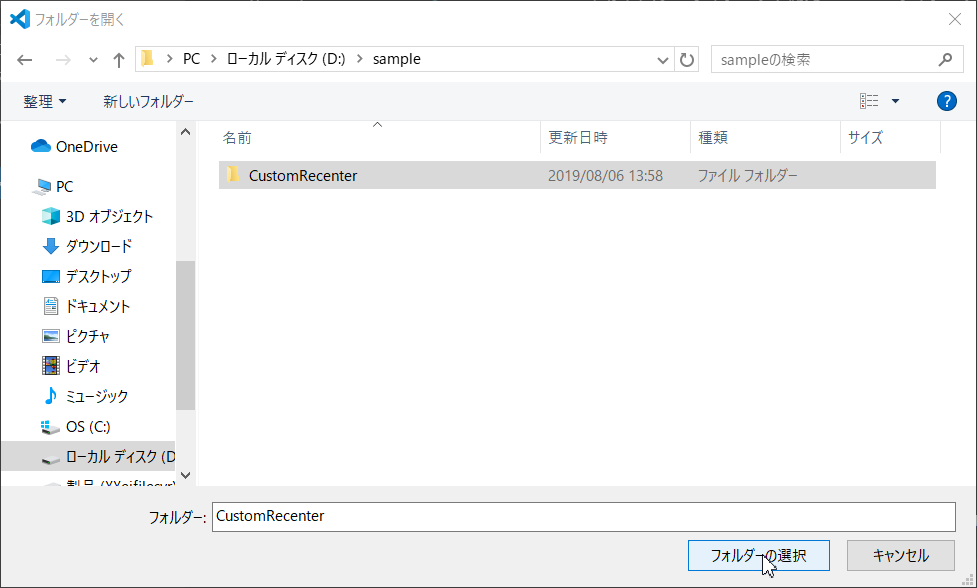 フォルダーを開く
PC > ローカル ディスク (D:) > sample
sampleの検索
整理
新しいフォルダー
?
OneDrive
PC
3D オブジェクト
ダウンロード
デスクトップ
ドキュメント
ピクチャ
ビデオ
ミュージック
OS (C:)
ローカル ディスク (D
名前 更新日時 種類 サイズ
CustomRecenter 2019/08/06 13:58 ファイル フォルダー
フォルダー: CustomRecenter
フォルダーの選択 キャンセル